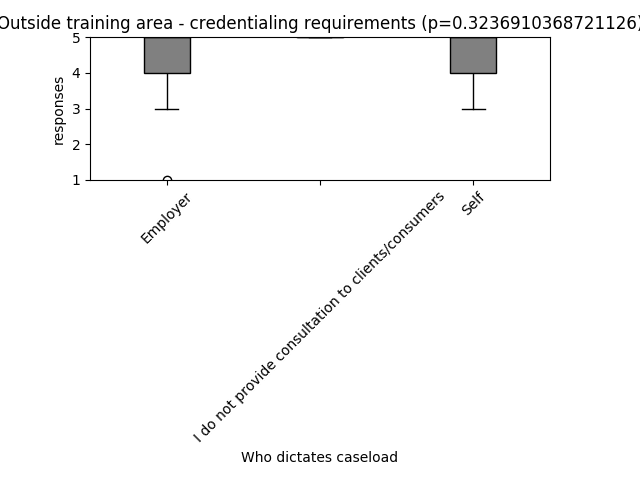 Outside training area - credentialing requirements (p=0.3236910368721126)
5
4
3
2
1
responses
Employer
I do not provide consultation to clients/consumers
Self
Who dictates caseload